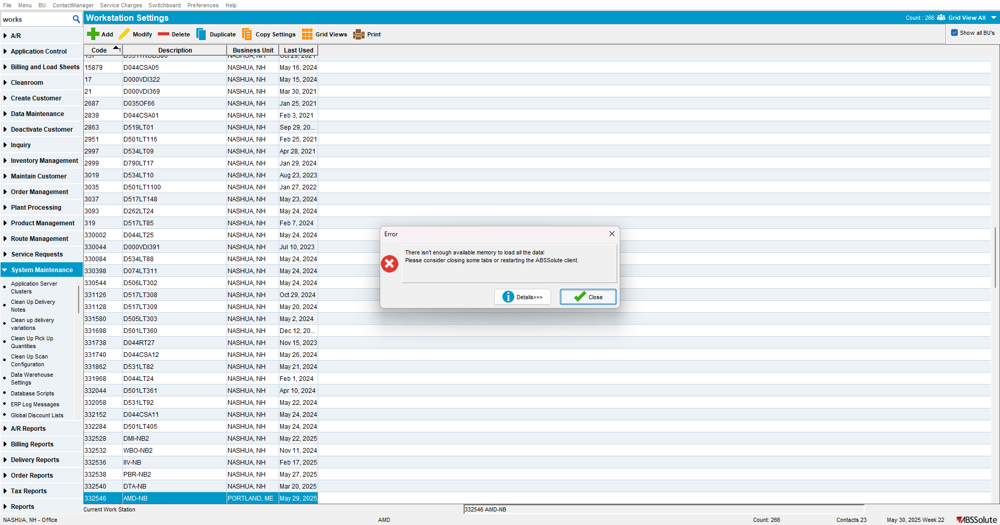 File Menu BU ContactManager Service Charges Switchboard Preferences Help
works
Workstation Settings
Count : 266 Grid View All
Add Modify Delete Duplicate Copy Settings Grid Views Print
Show all BU's
A/R
Application Control
Billing and Load Sheets
Cleanroom
Create Customer
Data Maintenance
Deactivate Customer
Inquiry
Inventory Management
Maintain Customer
Order Management
Plant Processing
Product Management
Route Management
Service Requests
System Maintenance
Application Server
Clusters
Clean Up Delivery
Notes
Clean up delivery
variations
Clean Up Pick Up
Quantities
Clean Up Scan
Configuration
Data Warehouse
Settings
Database Scripts
ERP Log Messages
Global Discount Lists
A/R Reports
Billing Reports
Delivery Reports
Order Reports
Tax Reports
Reports
Code 1 Description Business Unit Last Used
15879 D044CSA05 NASHUA, NH May 16, 2024
17 D000VDI322 NASHUA, NH May 15, 2024
21 D000VDI369 NASHUA, NH Mar 30, 2021
2687 D035OF66 NASHUA, NH Jan 25, 2021
2839 D044CSA01 NASHUA, NH Feb 3, 2021
2863 D519LT01 NASHUA, NH Sep 29, 20...
2951 D501LT116 NASHUA, NH Feb 25, 2021
2997 D534LT09 NASHUA, NH Apr 28, 2021
2999 D790LT17 NASHUA, NH Jan 29, 2024
3019 D534LT10 NASHUA, NH Aug 23, 2023
3035 D501LT1100 NASHUA, NH Jan 27, 2022
3037 D517LT148 NASHUA, NH May 23, 2024
3093 D262LT24 NASHUA, NH May 24, 2024
319 D517LT85 NASHUA, NH Feb 7, 2024
330002 D044LT25 NASHUA, NH May 24, 2024
330044 D000VDI391 NASHUA, NH Jul 10, 2023
330084 D534LT88 NASHUA, NH May 24, 2024
330398 D074LT311 NASHUA, NH May 24, 2024
330544 D506LT302 NASHUA, NH May 24, 2024
331126 D517LT308 NASHUA, NH Oct 29, 2024
331128 D517LT309 NASHUA, NH May 20, 2024
331580 D505LT303 NASHUA, NH May 2, 2024
331698 D501LT360 NASHUA, NH Dec 12, 20...
331738 D044RT27 NASHUA, NH Nov 15, 2023
331740 D044CSA12 NASHUA, NH May 26, 2024
331862 D531LT82 NASHUA, NH May 21, 2024
331968 D044LT24 NASHUA, NH Feb 1, 2024
332044 D501LT361 NASHUA, NH Apr 10, 2024
332058 D531LT92 NASHUA, NH May 22, 2024
332152 D044CSA11 NASHUA, NH May 24, 2024
332284 D501LT405 NASHUA, NH May 24, 2024
332528 DMI-NB2 NASHUA, NH May 22, 2025
332532 WBO-NB2 NASHUA, NH Nov 11, 2024
332536 IIV-NB NASHUA, NH Feb 17, 2025
332538 PBR-NB2 NASHUA, NH May 27, 2025
332540 DTA-NB NASHUA, NH Mar 20, 2025
332546 AMD-NB PORTLAND, ME May 29, 2025
Error
There isn't enough available memory to load all the data!
Please consider closing some tabs or restarting the ABSSolute client.
Details>>> Close
Current Work Station 332546 AMD-NB
NASHUA, NH - Office AMD Count: 266 Contacts 23 May 30, 2025 Week 22 ABSSolute